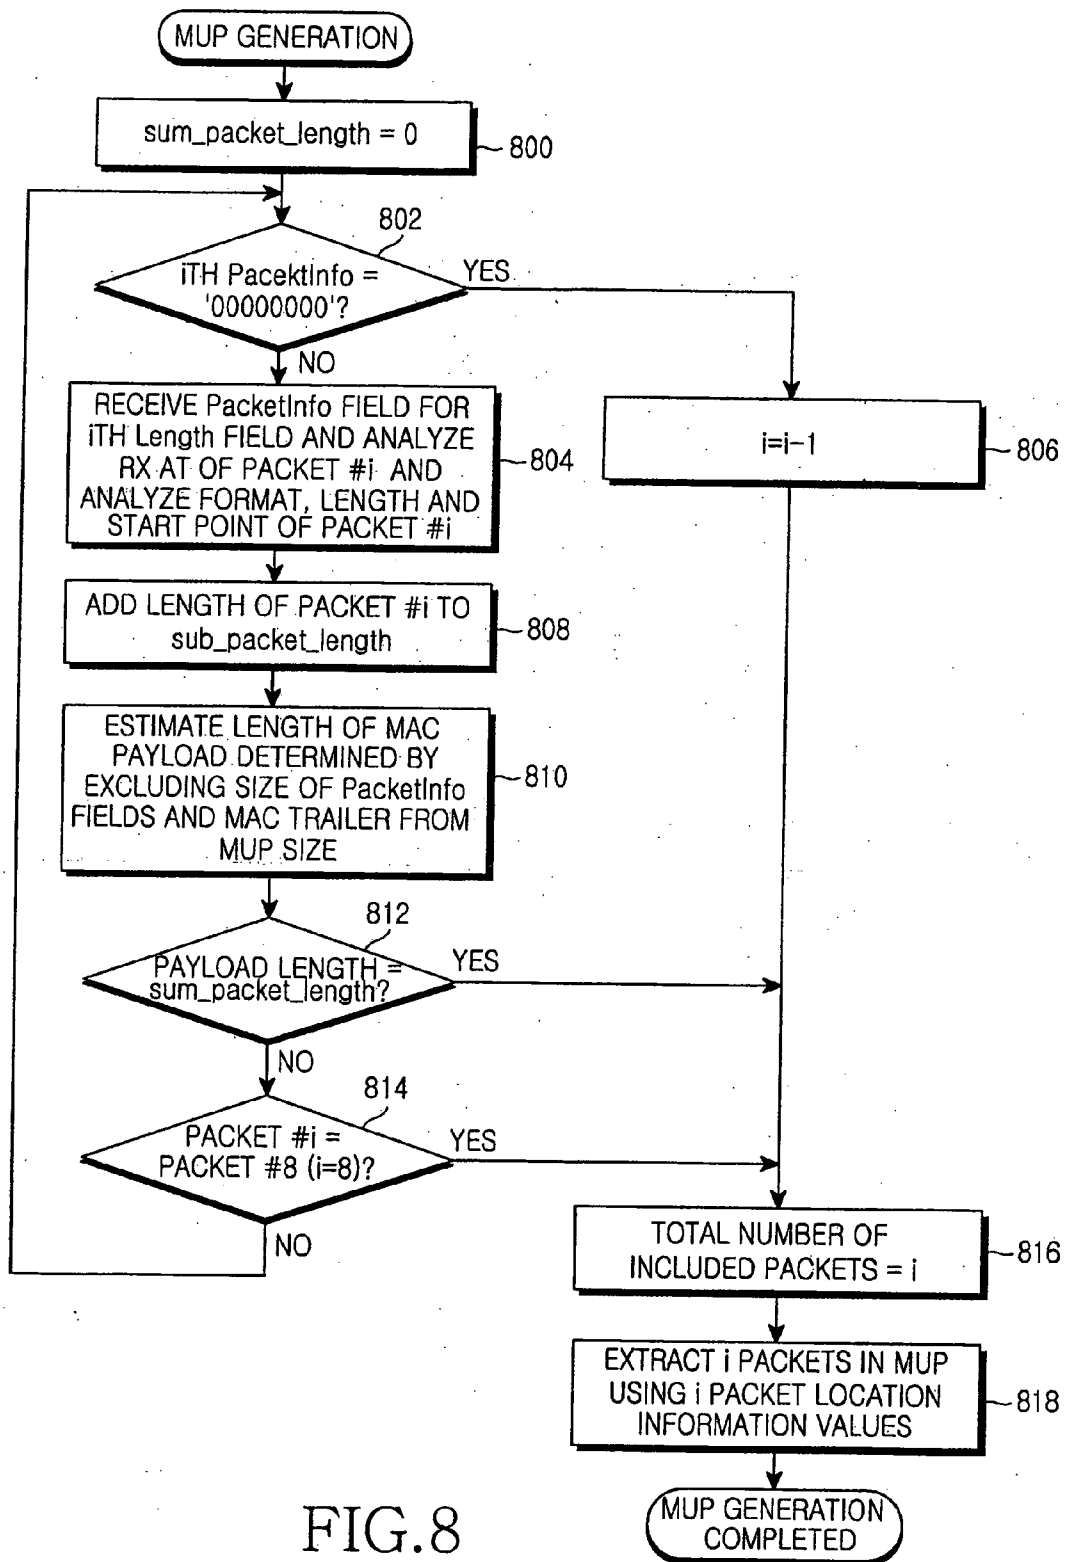 MUP GENERATION
sum_packet_length = 0
800
802
iTH PacektInfo =
'00000000'?
YES
NO
RECEIVE PacketInfo FIELD FOR
iTH Length FIELD AND ANALYZE
RX AT OF PACKET #i AND
ANALYZE FORMAT, LENGTH AND
START POINT OF PACKET #i
804
i=i-1
806
ADD LENGTH OF PACKET #i TO
sub_packet_length
808
ESTIMATE LENGTH OF MAC
PAYLOAD DETERMINED BY
EXCLUDING SIZE OF PacketInfo
FIELDS AND MAC TRAILER FROM
MUP SIZE
810
812
PAYLOAD LENGTH =
sum_packet_length?
YES
NO
814
PACKET #i =
PACKET #8 (i=8)?
YES
NO
TOTAL NUMBER OF
INCLUDED PACKETS = i
816
EXTRACT i PACKETS IN MUP
USING i PACKET LOCATION
INFORMATION VALUES
818
MUP GENERATION
COMPLETED
FIG.8